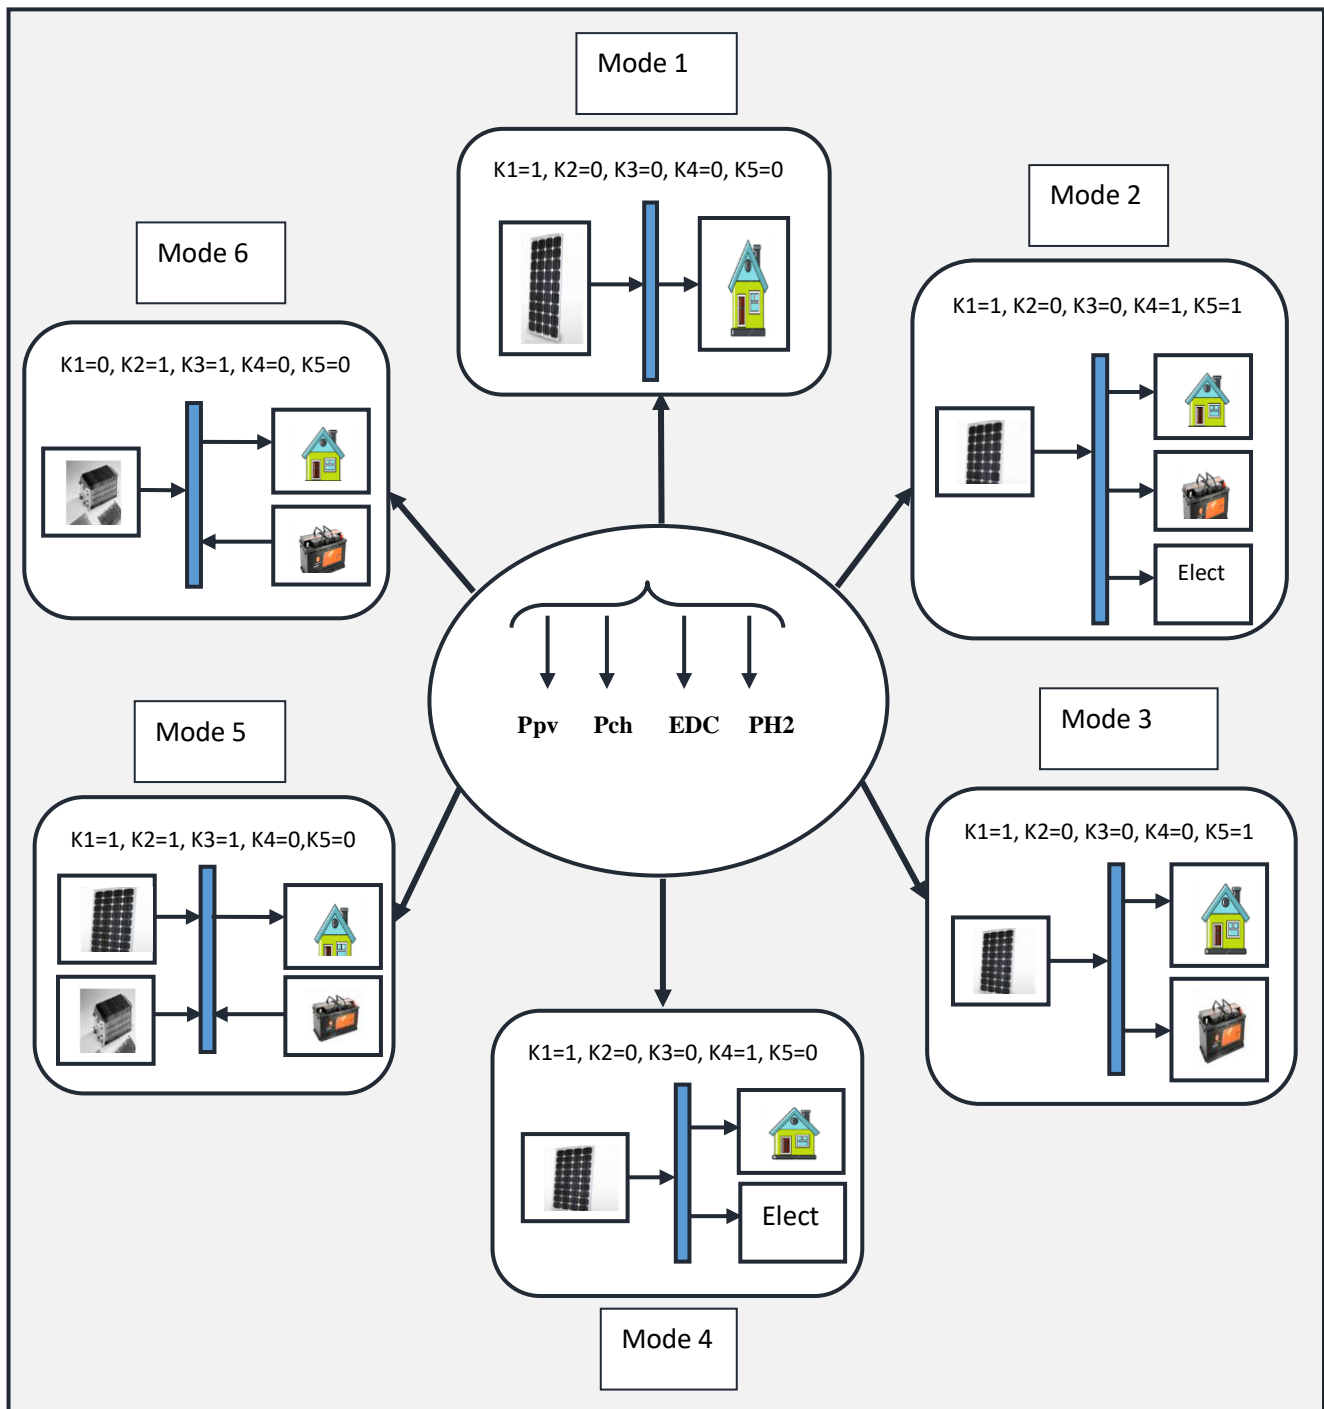 Mode 1
K1=1, K2=0, K3=0, K4=0, K5=0
Mode 2
K1=1, K2=0, K3=0, K4=1, K5=1
Elect
Mode 6
K1=0, K2=1, K3=1, K4=0, K5=0
Ppv Pch EDC PH2
Mode 5
K1=1, K2=1, K3=1, K4=0,K5=0
Mode 3
K1=1, K2=0, K3=0, K4=0, K5=1
K1=1, K2=0, K3=0, K4=1, K5=0
Elect
Mode 4